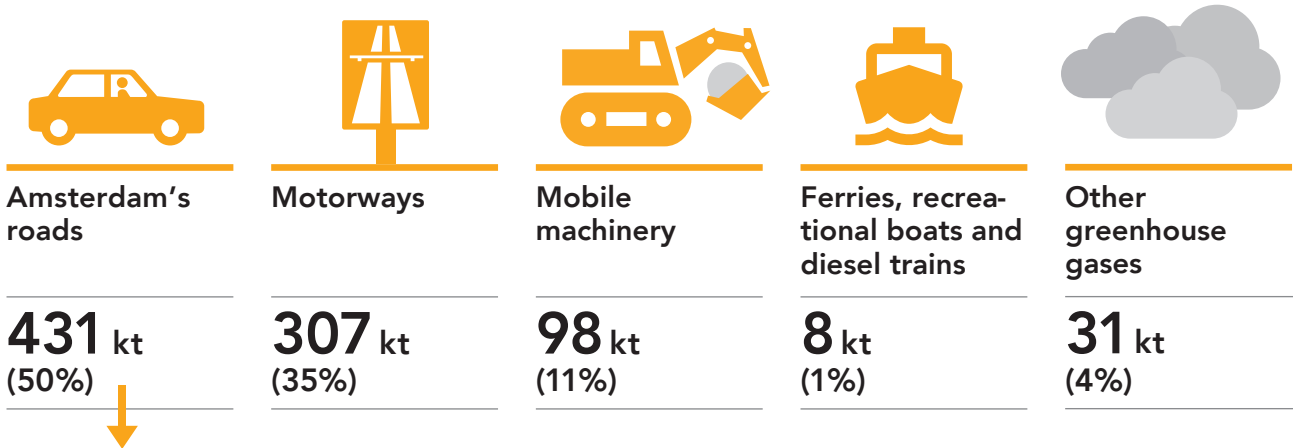 Amsterdam's
roads
431 kt
(50%)
Motorways
307 kt
(35%)
Mobile
machinery
98 kt
(11%)
Ferries, recrea-
tional boats and
diesel trains
8 kt
(1%)
Other
greenhouse
gases
31 kt
(4%)